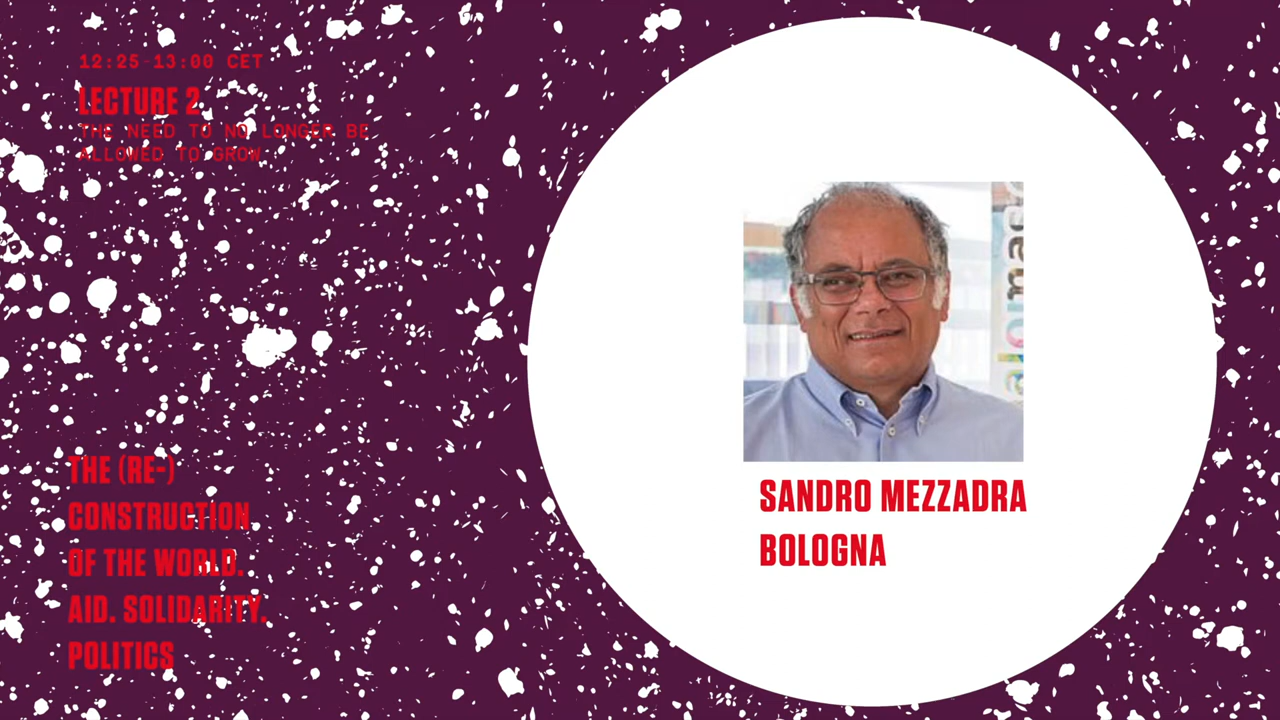 12:25-13:00 CET
LECTURE 2
THE NEED TO NO LONGER BE
ALLOWED TO GROW
THE (RE-)
CONSTRUCTION
OF THE WORLD.
AID. SOLIDARITY.
POLITICS
SANDRO MEZZADRA
BOLOGNA